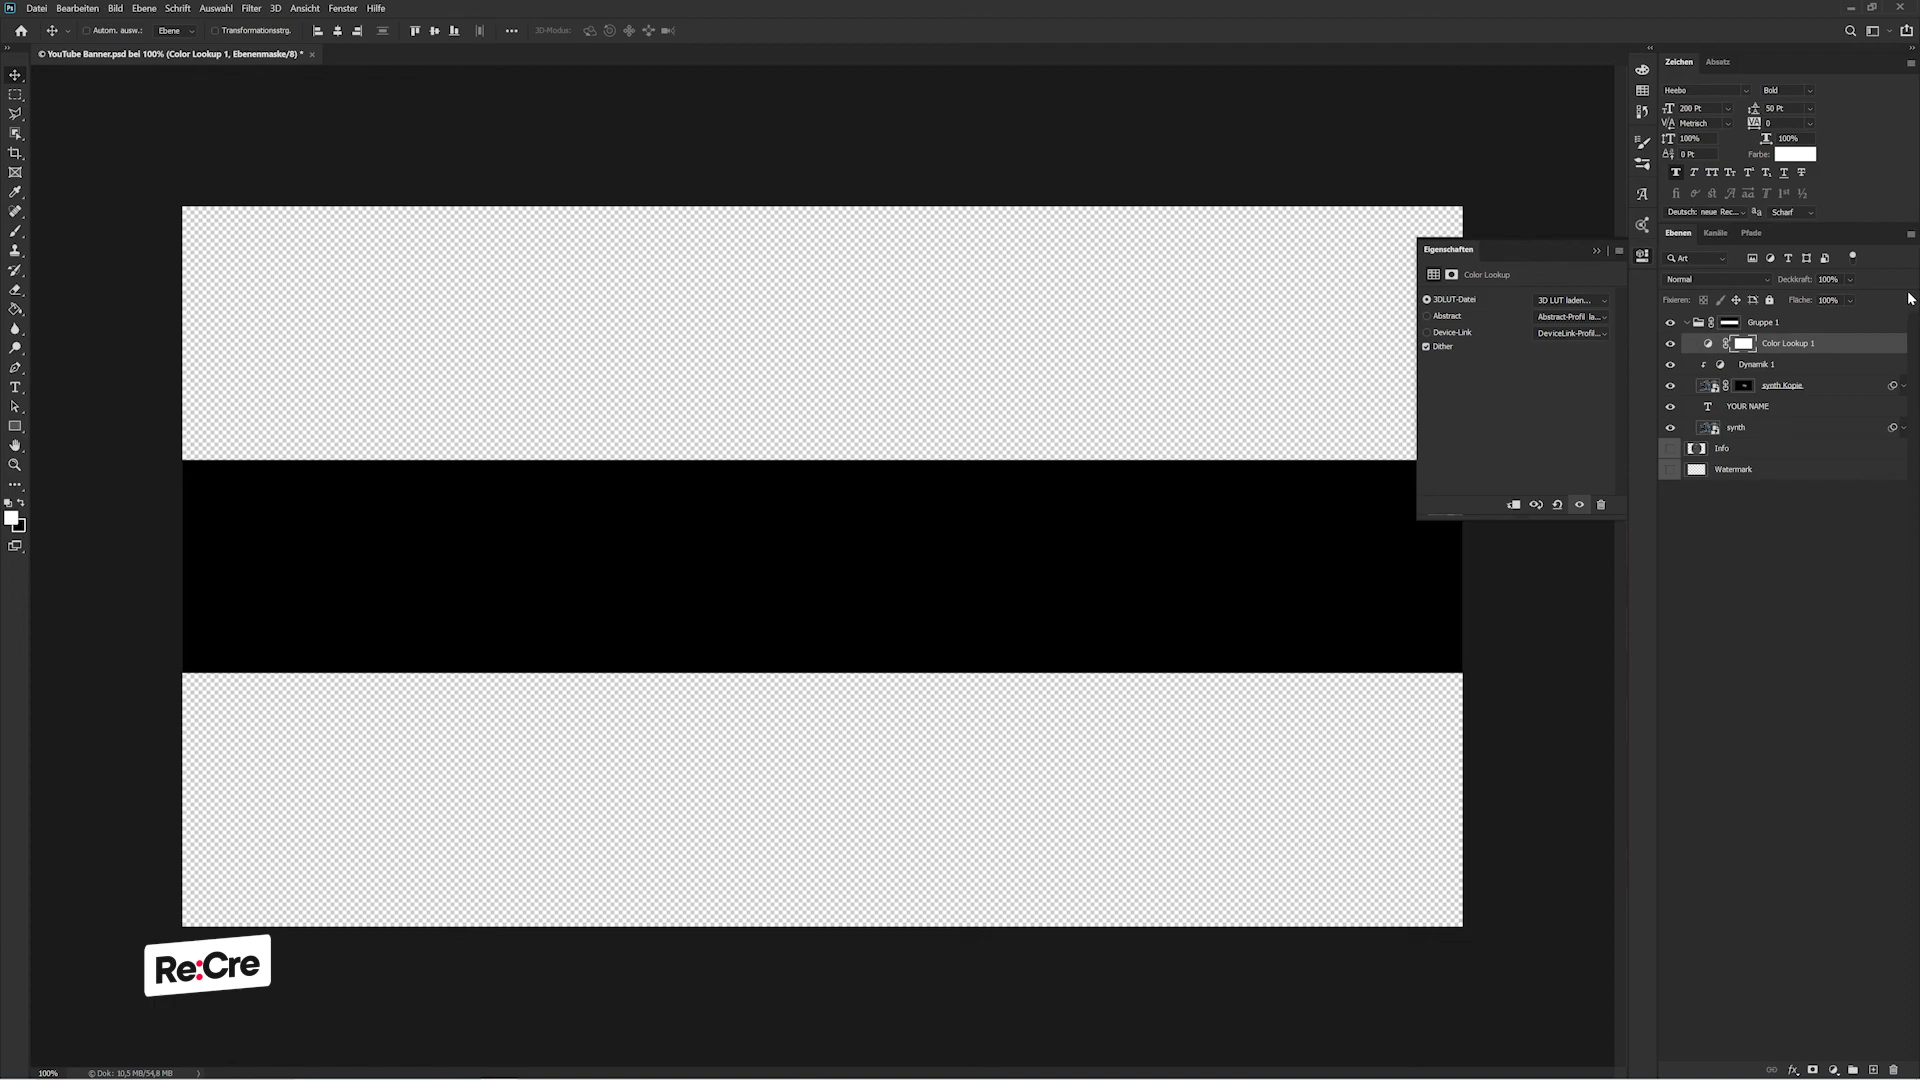 Datei Bearbeiten Bild Ebene Schrift Auswahl Filter 3D Ansicht Fenster Hilfe
Autom. ausw.: Ebene Transformationsstrg. 3D-Modus:
© YouTube Banner.psd bei 100% (Color Lookup 1, Ebenenmaske/8) *
Zeichen Absatz
Heebo Bold
200 Pt 50 Pt
Metrisch 0
100% 100%
0 Pt Farbe:
Deutsch: neue Rec... Scharf
Ebenen Kanäle Pfade
Art
Normal Deckkraft: 100%
Fixieren: Fläche: 100%
Gruppe 1
Color Lookup 1
Dynamik 1
synth Kopie
YOUR NAME
synth
Info
Watermark
Eigenschaften
Color Lookup
3DLUT-Datei 3D LUT laden...
Abstract Abstract-Profil la...
Device-Link DeviceLink-Profil...
Dither
Re:Cre
100% © Dok: 10,5 MB/54,8 MB